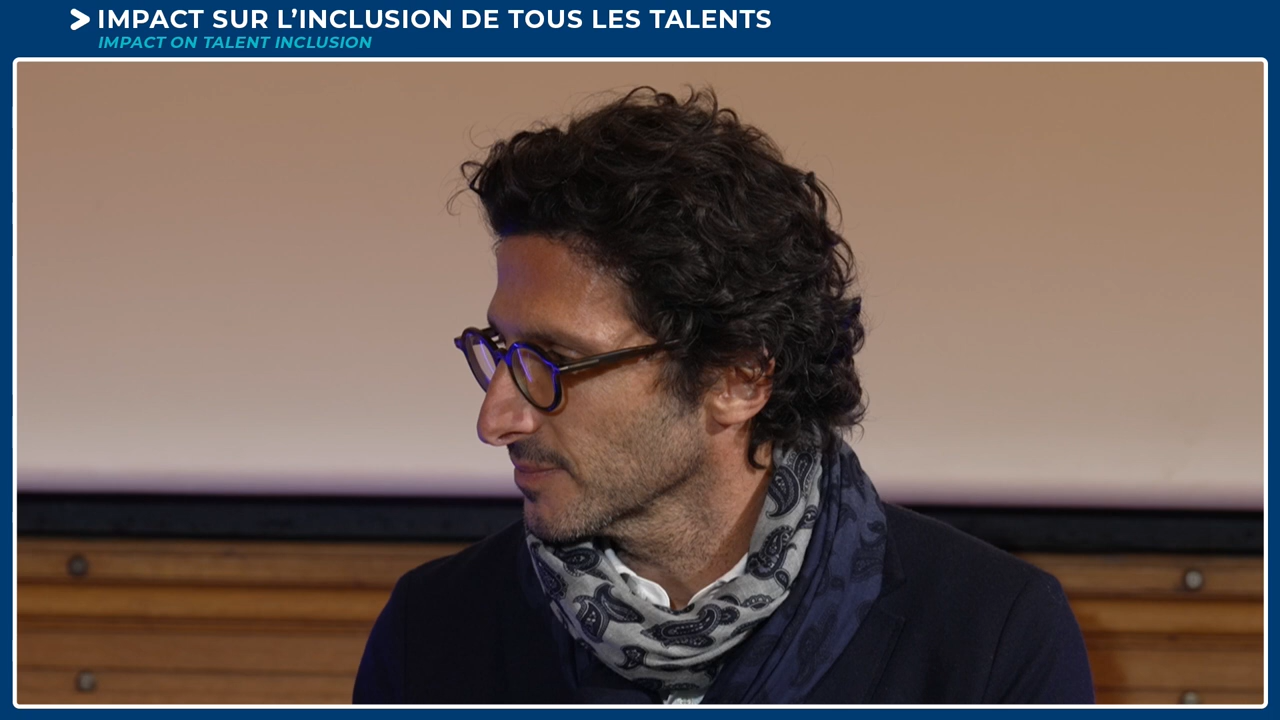 IMPACT SUR L’INCLUSION DE TOUS LES TALENTS
IMPACT ON TALENT INCLUSION